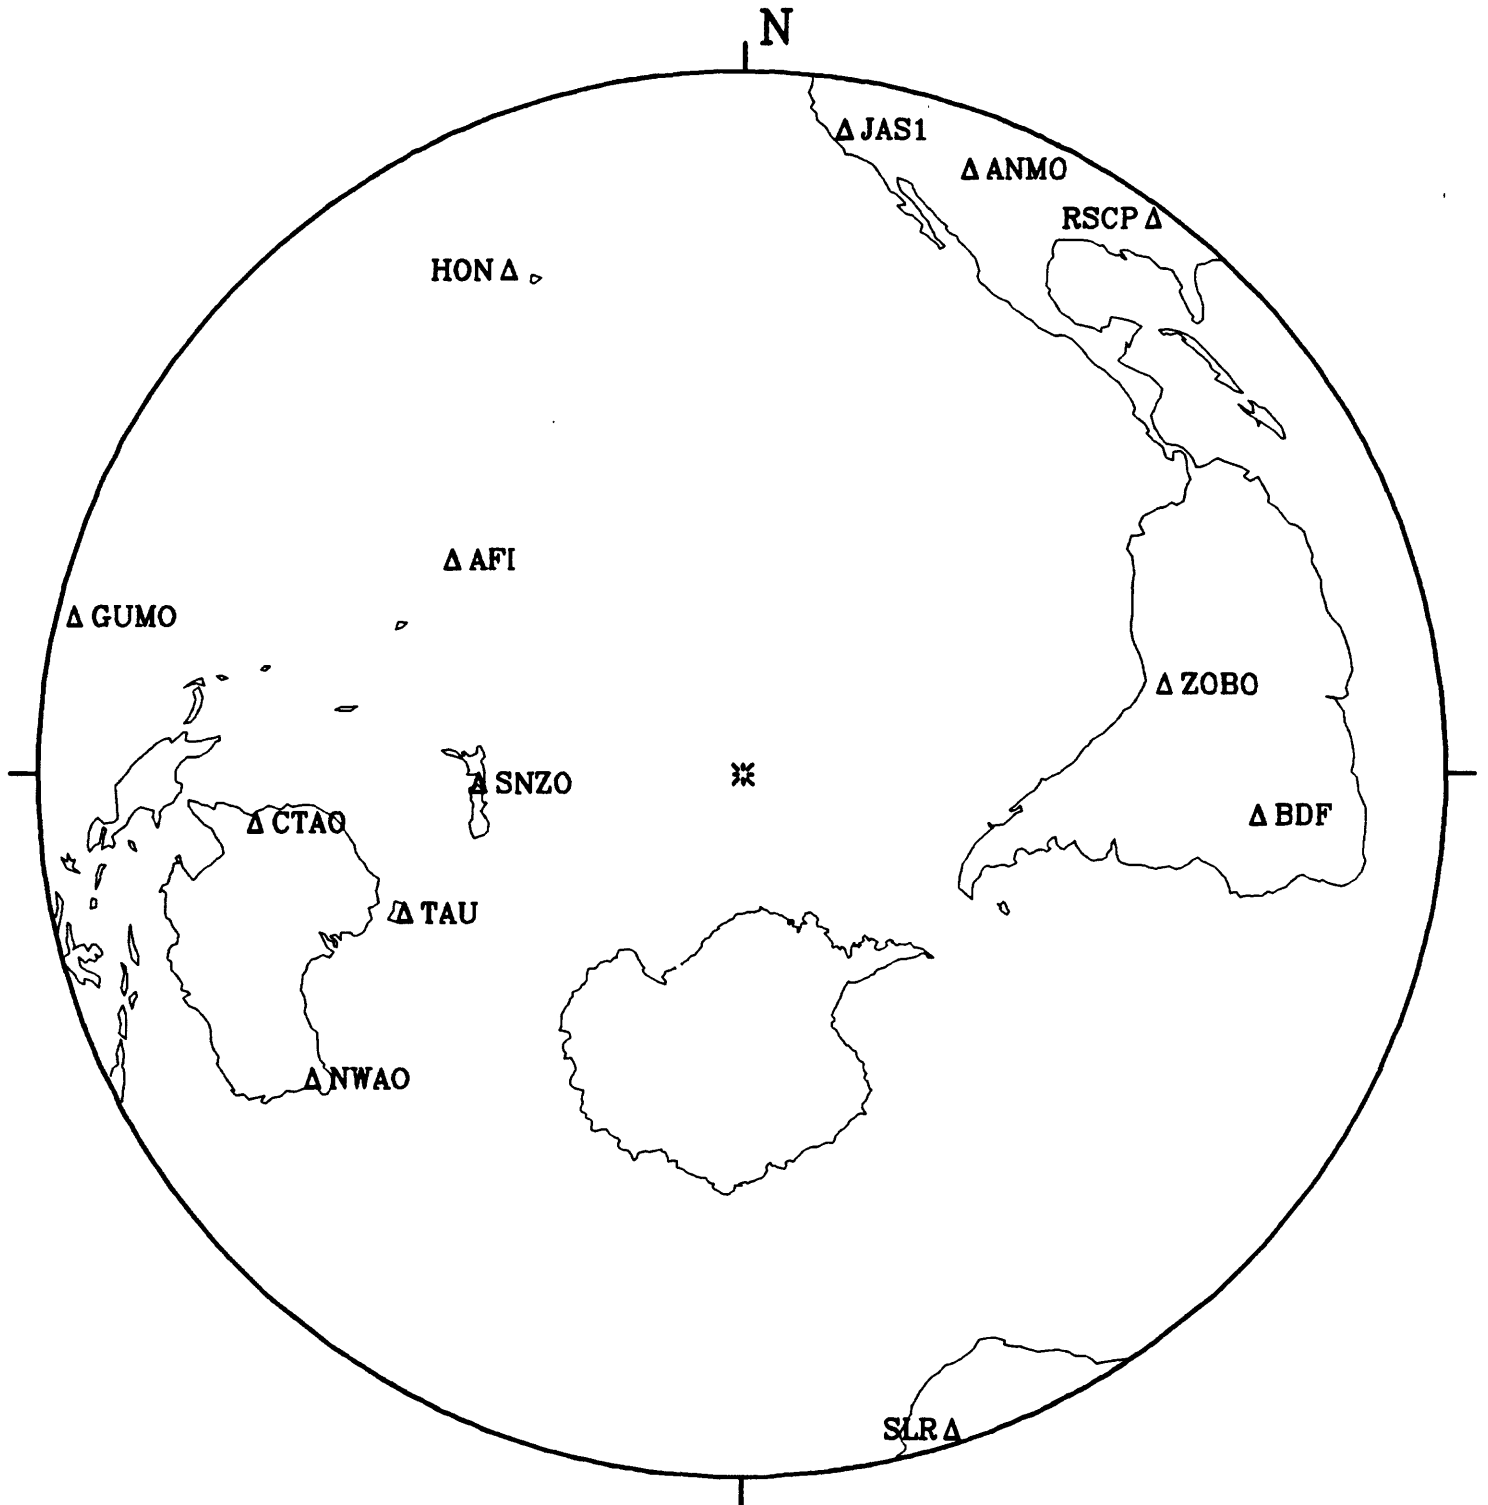 N
JAS1
ANMO
RSCP
HON
AFI
GUMO
ZOBO
SNZO
CTAO
BDF
TAU
NWAO
SLR